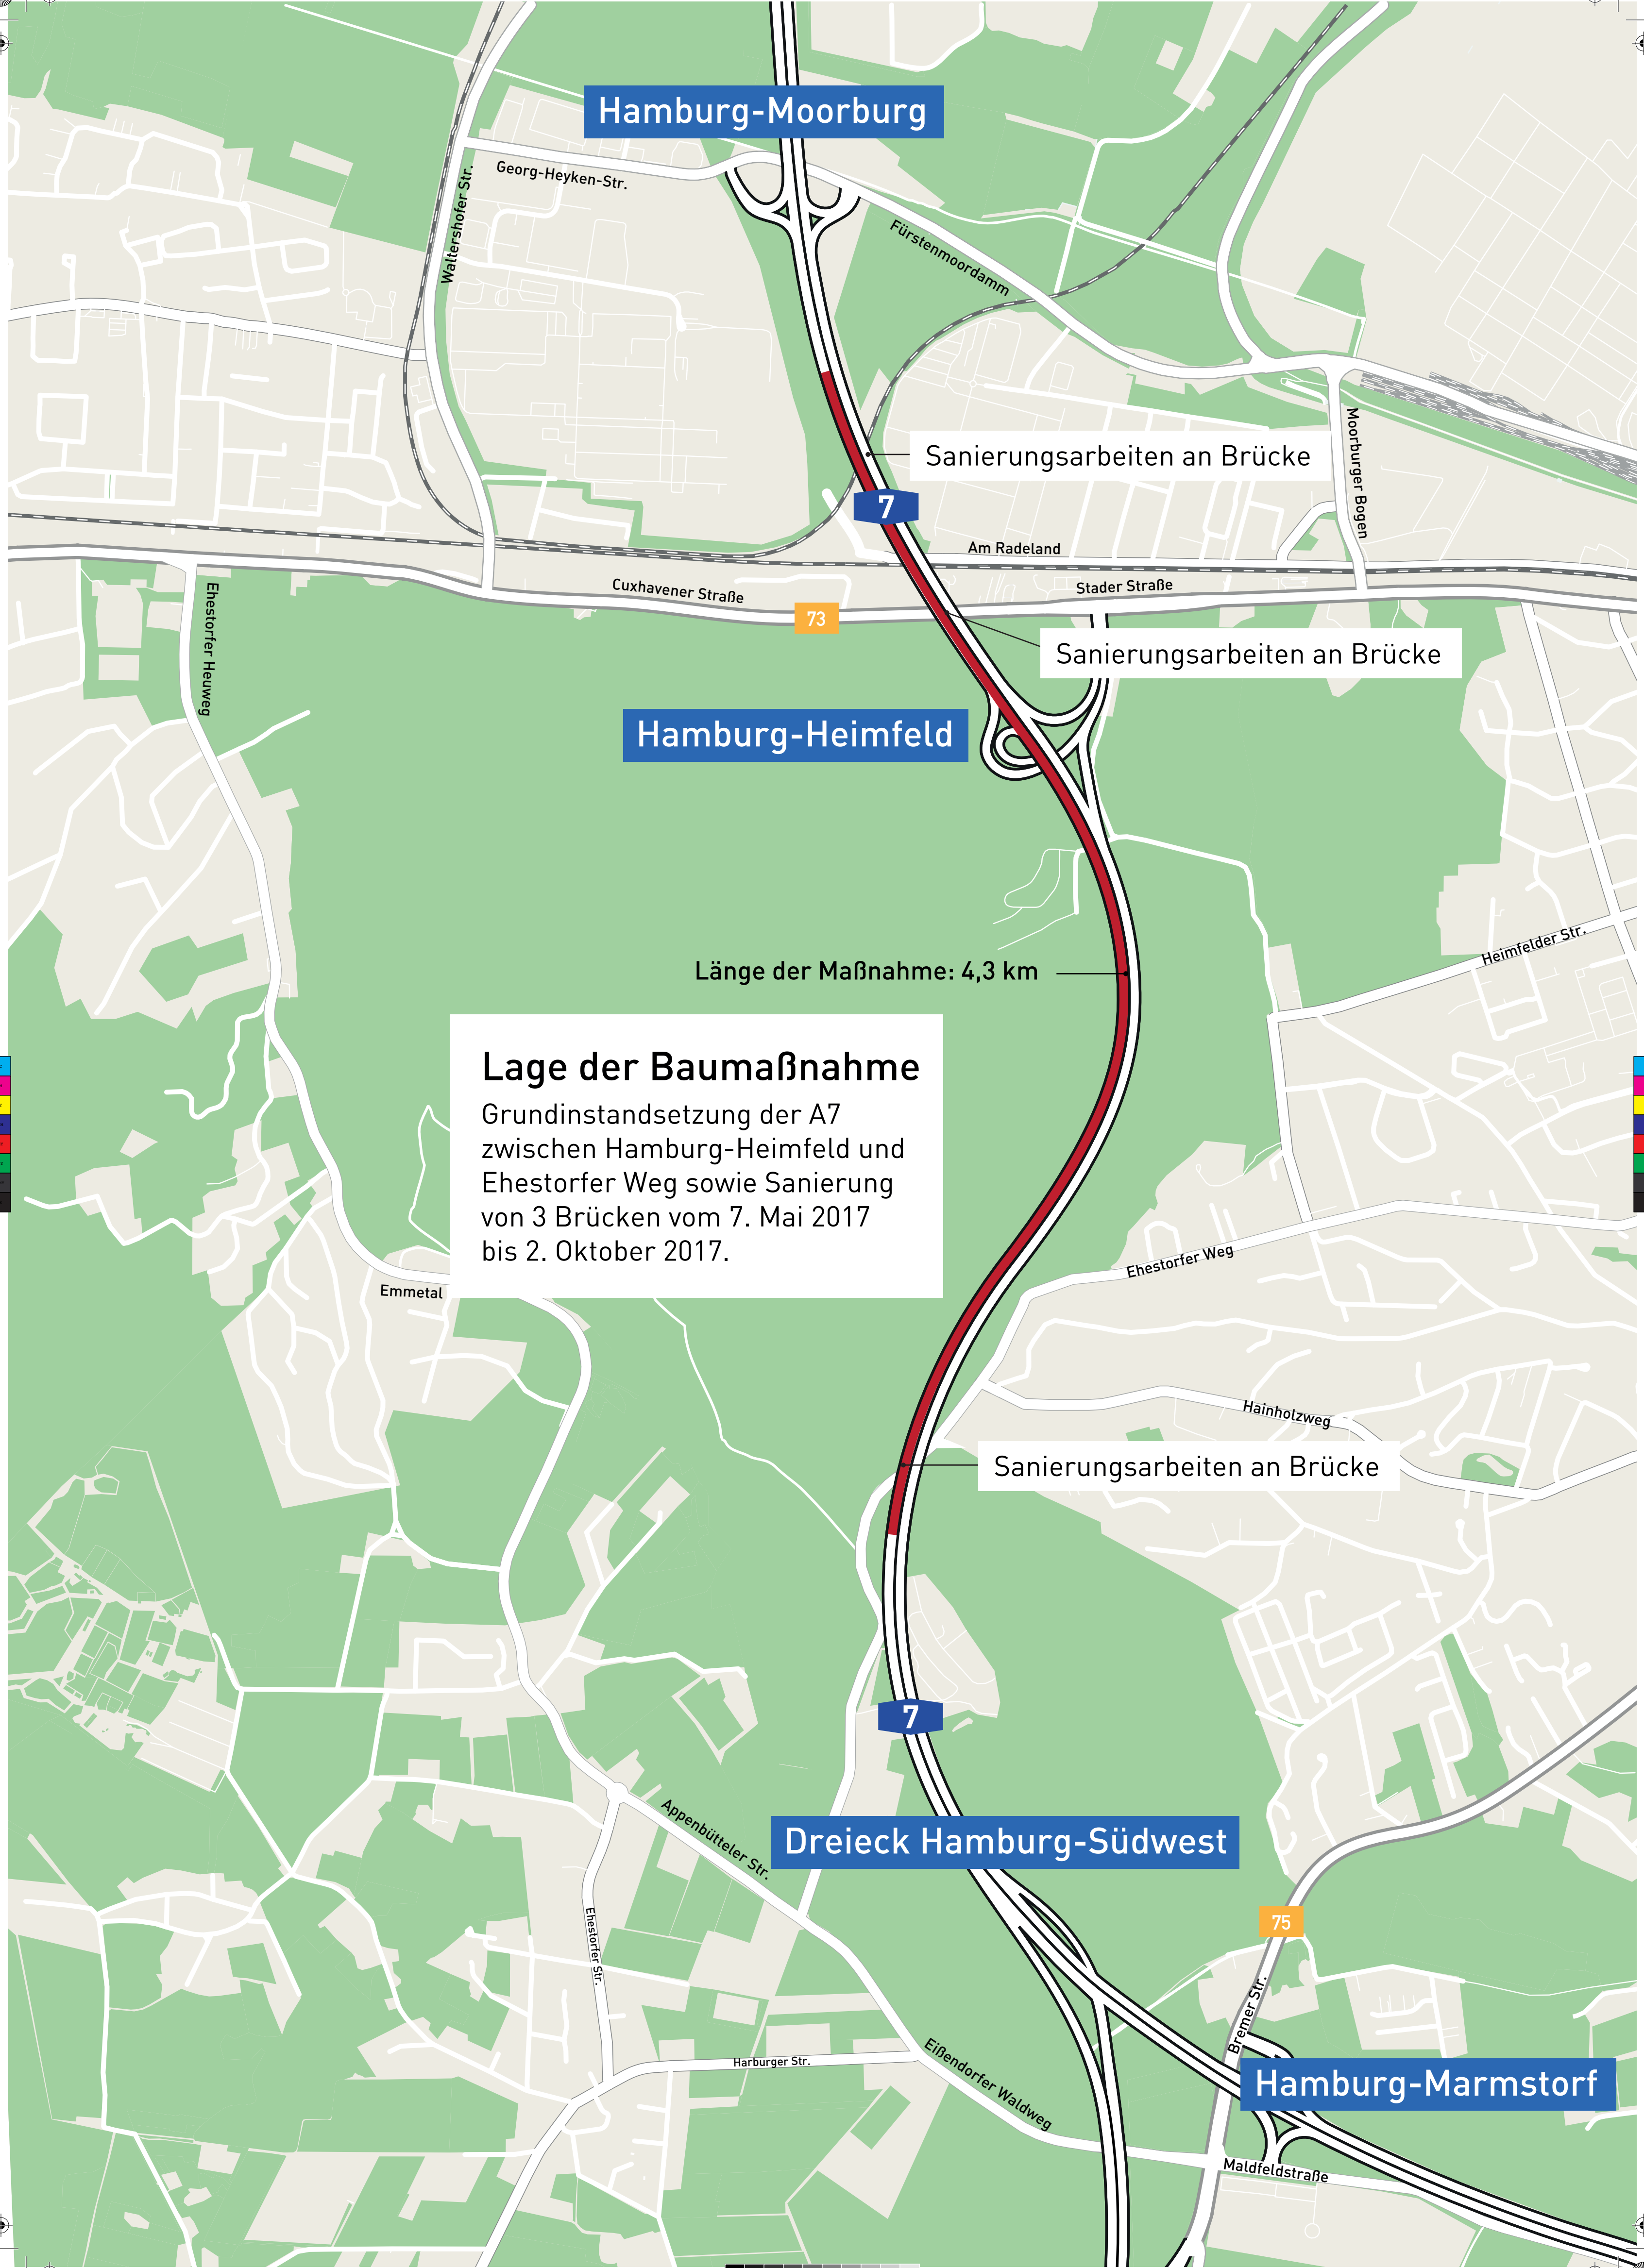 Hamburg-Moorburg
Georg-Heyken-Str.
Waltershofer Str.
Fürstenmoordamm
Moorburger Bogen
Sanierungsarbeiten an Brücke
7
Am Radeland
Cuxhavener Straße
Stader Straße
73
Ehestorfer Heuweg
Sanierungsarbeiten an Brücke
Hamburg-Heimfeld
Heimfelder Str.
Länge der Maßnahme: 4,3 km
Lage der Baumaßnahme
Grundinstandsetzung der A7
zwischen Hamburg-Heimfeld und
Ehestorfer Weg sowie Sanierung
von 3 Brücken vom 7. Mai 2017
bis 2. Oktober 2017.
Ehestorfer Weg
Emmetal
Hainholzweg
Sanierungsarbeiten an Brücke
7
Appenbütteler Str.
Dreieck Hamburg-Südwest
75
Ehestorfer Str.
Bremer Str.
Harburger Str.
Eißendorfer Waldweg
Hamburg-Marmstorf
Maldfeldstraße